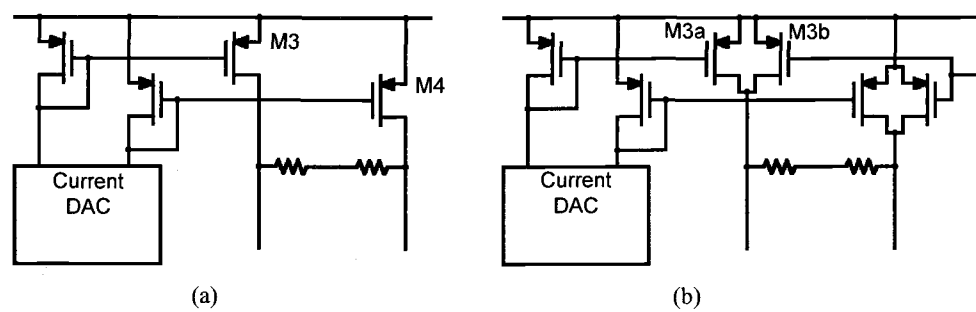 M3
M4
Current
DAC
(a)
M3a
M3b
Current
DAC
(b)